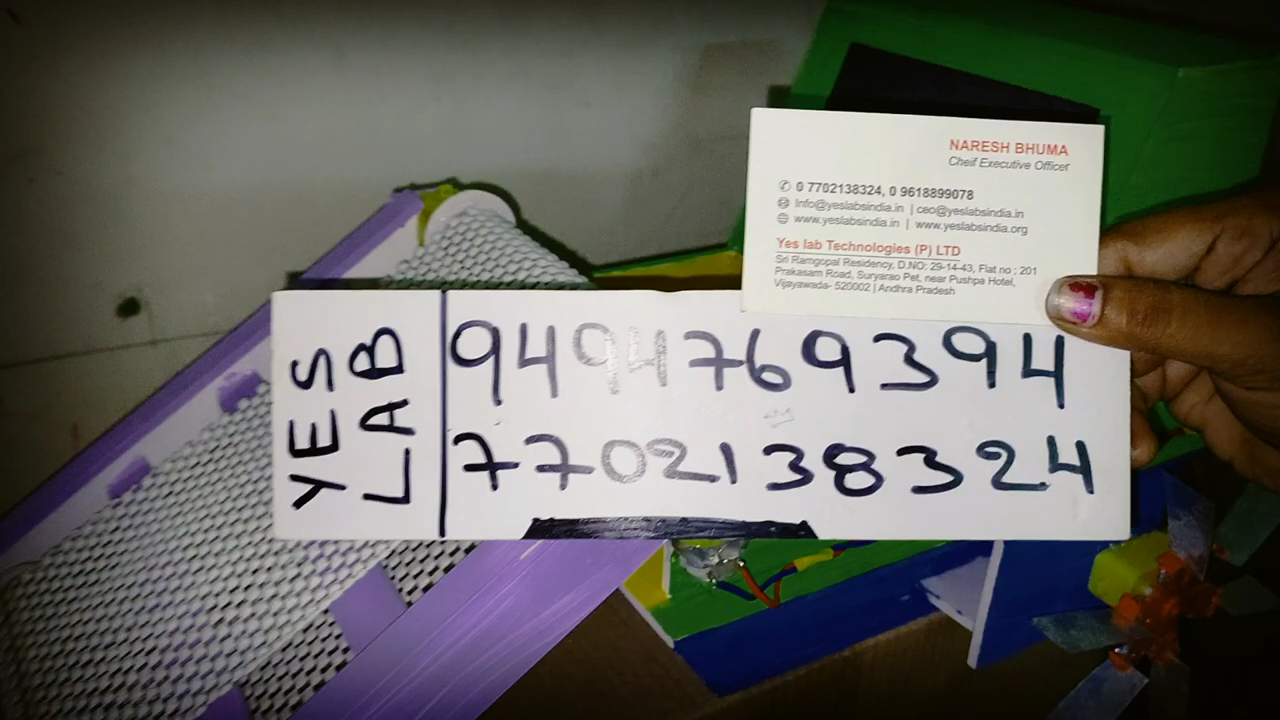 NARESH BHUMA
Cheif Executive Officer
0 7702138324, 0 9618899078
Info@yeslabsindia.in | ceo@yeslabsindia.in
www.yeslabsindia.in | www.yeslabsindia.org
Yes lab Technologies (P) LTD
Sri Ramgopal Residency, D.NO: 29-14-43, Flat no : 201
Prakasam Road, Suryarao Pet, near Pushpa Hotel,
Vijayawada- 520002 | Andhra Pradesh
YES
LAB
9494769394
7702138324